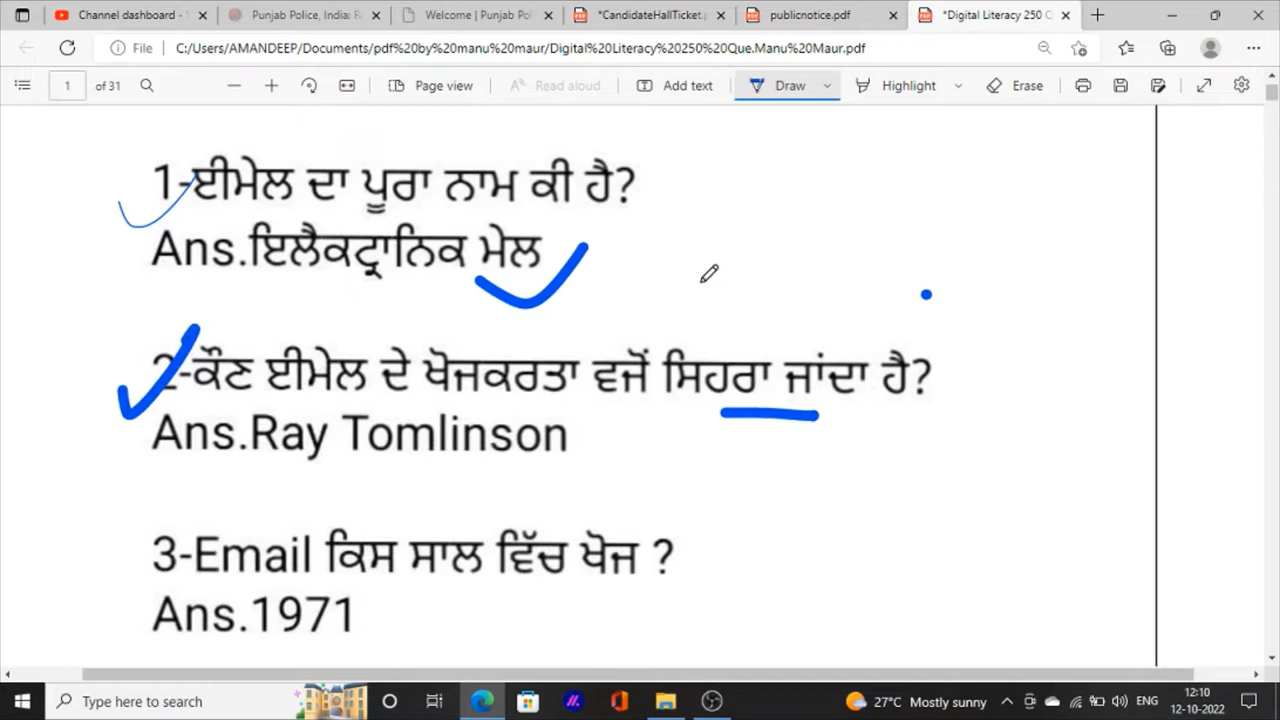 Channel dashboard -
Punjab Police, India: R
Welcome | Punjab Po
*CandidateHallTicket.p
publicnotice.pdf
*Digital Literacy 250 C
File
C:/Users/AMANDEEP/Documents/pdf%20by%20manu%20maur/Digital%20Literacy%20250%20Que.Manu%20Maur.pdf
1 of 31
Page view
Read aloud
Add text
Draw
Highlight
Erase
1-ਈਮੇਲ ਦਾ ਪੂਰਾ ਨਾਮ ਕੀ ਹੈ?
Ans.ਇਲੈਕਟ੍ਰਾਨਿਕ ਮੇਲ
2-ਕੌਣ ਈਮੇਲ ਦੇ ਖੋਜਕਰਤਾ ਵਜੋਂ ਸਿਹਰਾ ਜਾਂਦਾ ਹੈ?
Ans.Ray Tomlinson
3-Email ਕਿਸ ਸਾਲ ਵਿੱਚ ਖੋਜ ?
Ans.1971
Type here to search
27°C Mostly sunny
ENG
12:10
12-10-2022